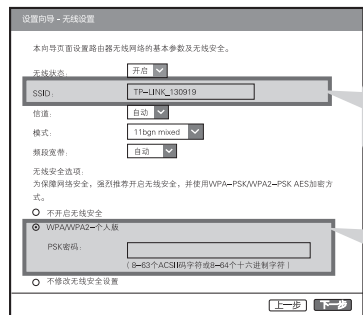 设置向导 - 无线设置
本向导页面设置路由器无线网络的基本参数及无线安全。
无线状态： 开启
SSID： TP-LINK_130919
信道： 自动
模式： 11bgn mixed
频段宽带： 自动
无线安全选项：
为保障网络安全，强烈推荐开启无线安全，并使用WPA-PSK/WPA2-PSK AES加密方
式。
不开启无线安全
WPA/WPA2-个人版
PSK密码：
（8-63个ACSII码字符或8-64个十六进制字符）
不修改无线安全设置
上一步 下一步